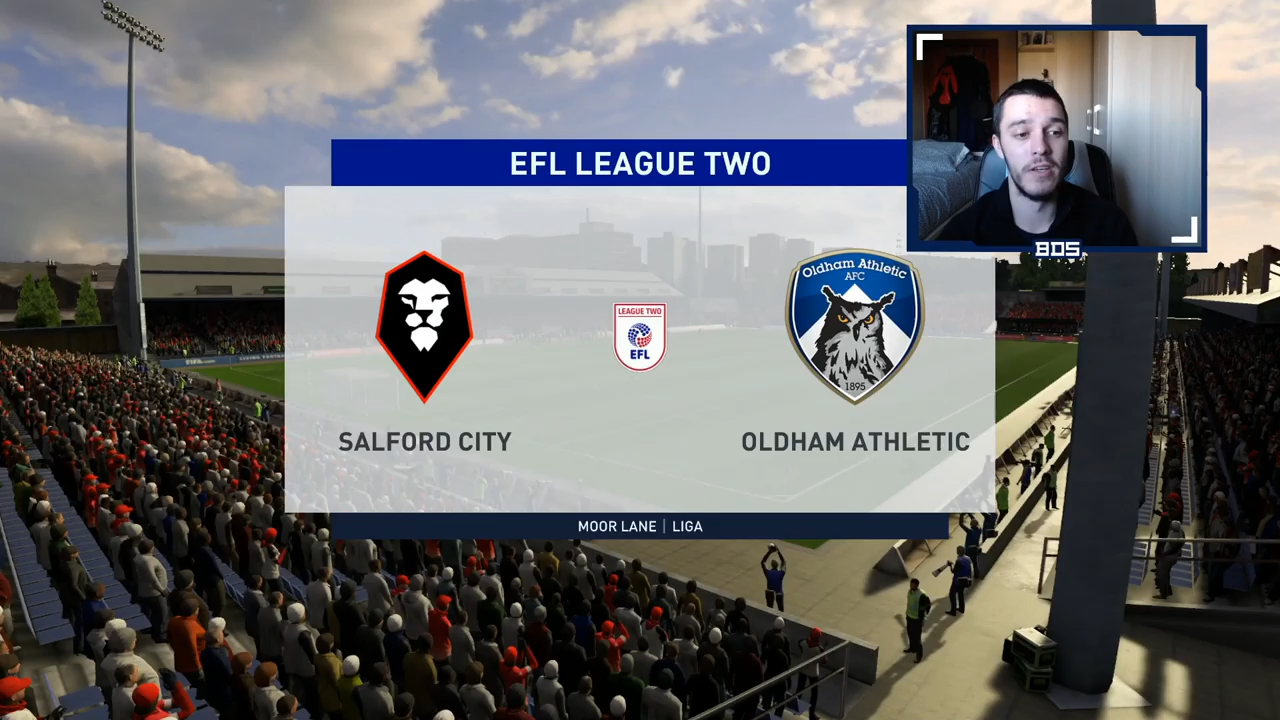 EFL LEAGUE TWO
BDS
Oldham Athletic
AFC
LEAGUE TWO
EFL
1895
SALFORD CITY
OLDHAM ATHLETIC
MOOR LANE | LIGA